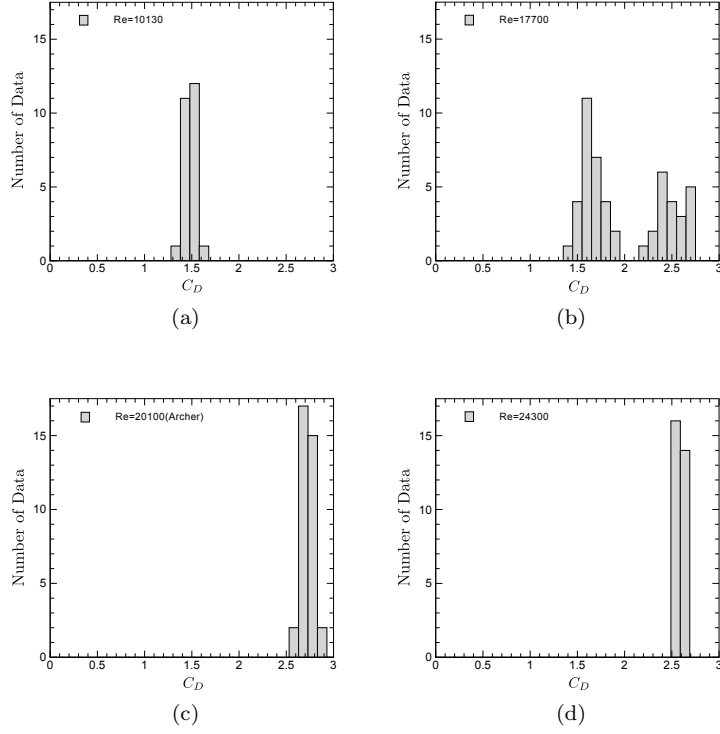 Re=10130
Number of Data
15
10
5
0
0 0.5 1 1.5 2 2.5 3
C_D
(a)
Re=17700
Number of Data
15
10
5
0
0 0.5 1 1.5 2 2.5 3
C_D
(b)
Re=20100(Archer)
Number of Data
15
10
5
0
0 0.5 1 1.5 2 2.5 3
C_D
(c)
Re=24300
Number of Data
15
10
5
0
0 0.5 1 1.5 2 2.5 3
C_D
(d)